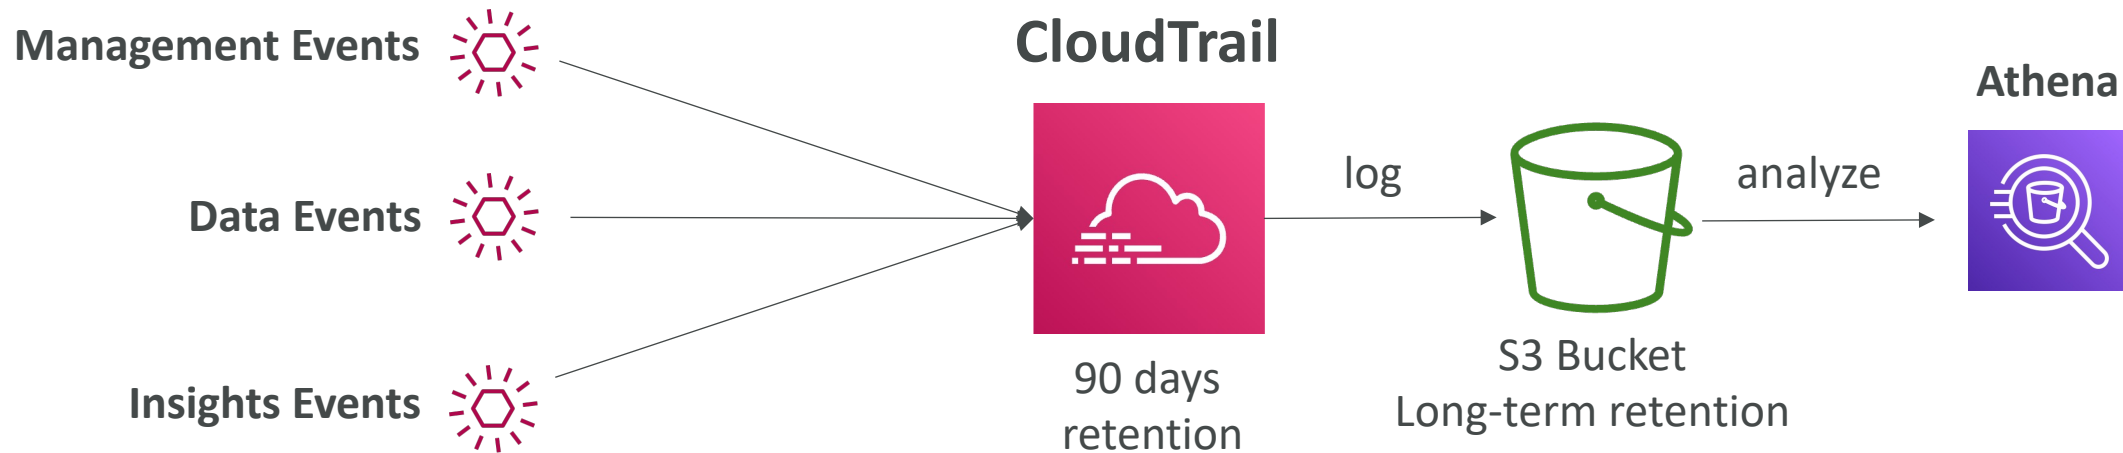 Management Events
Data Events
Insights Events
CloudTrail
90 days
retention
log
S3 Bucket
Long-term retention
analyze
Athena